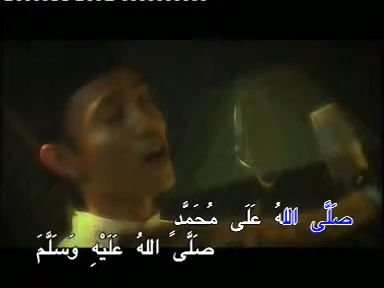 صَلَّى اللهُ عَلَى مُحَمَّدٍ
صَلَّى اللهُ عَلَيْهِ وَسَلَّمَ